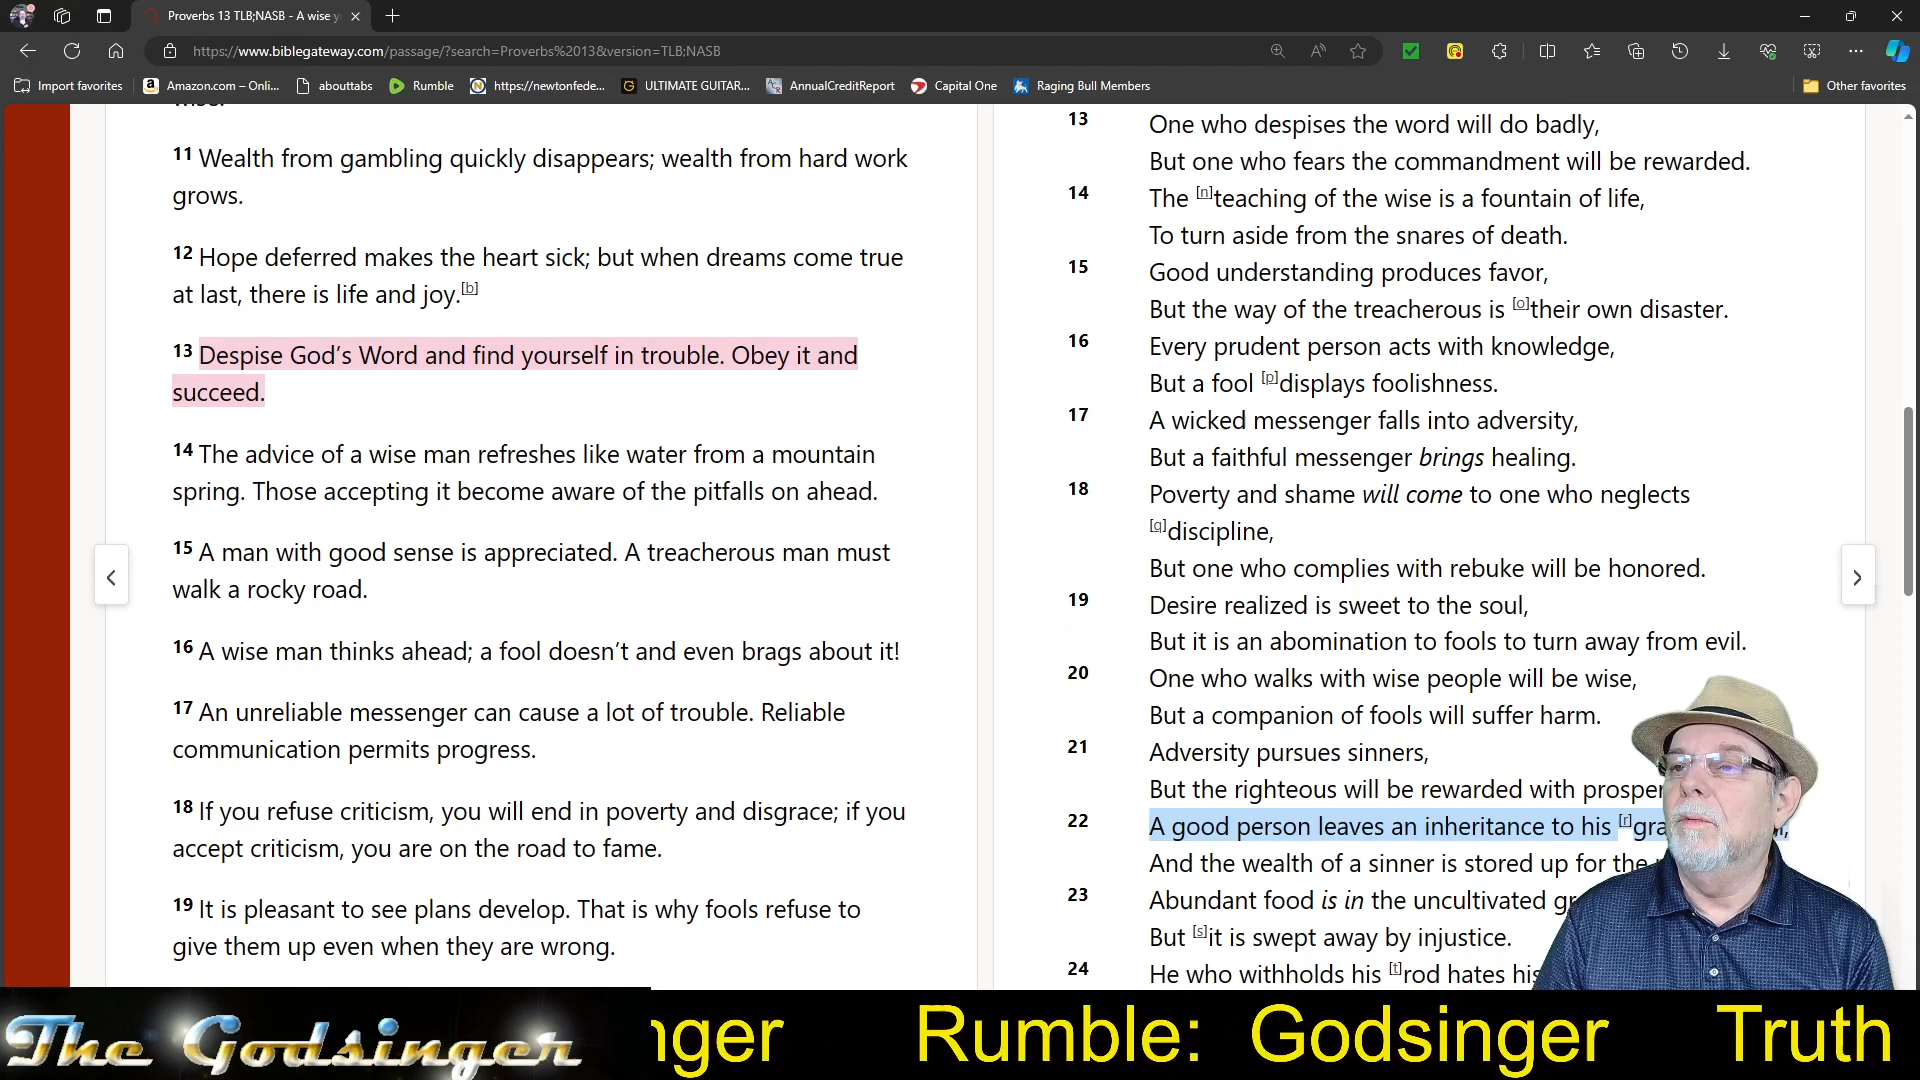 Proverbs 13 TLB;NASB - A wise y
https://www.biblegateway.com/passage/?search=Proverbs%2013&version=TLB;NASB
Import favorites
Amazon.com – Onli...
abouttabs
Rumble
https://newtonfede...
ULTIMATE GUITAR...
AnnualCreditReport
Capital One
Raging Bull Members
Other favorites
11 Wealth from gambling quickly disappears; wealth from hard work
grows.
12 Hope deferred makes the heart sick; but when dreams come true
at last, there is life and joy.[b]
13 Despise God’s Word and find yourself in trouble. Obey it and
succeed.
14 The advice of a wise man refreshes like water from a mountain
spring. Those accepting it become aware of the pitfalls on ahead.
15 A man with good sense is appreciated. A treacherous man must
walk a rocky road.
16 A wise man thinks ahead; a fool doesn’t and even brags about it!
17 An unreliable messenger can cause a lot of trouble. Reliable
communication permits progress.
18 If you refuse criticism, you will end in poverty and disgrace; if you
accept criticism, you are on the road to fame.
19 It is pleasant to see plans develop. That is why fools refuse to
give them up even when they are wrong.
13 One who despises the word will do badly,
But one who fears the commandment will be rewarded.
14 The [n]teaching of the wise is a fountain of life,
To turn aside from the snares of death.
15 Good understanding produces favor,
But the way of the treacherous is [o]their own disaster.
16 Every prudent person acts with knowledge,
But a fool [p]displays foolishness.
17 A wicked messenger falls into adversity,
But a faithful messenger brings healing.
18 Poverty and shame will come to one who neglects
[q]discipline,
But one who complies with rebuke will be honored.
19 Desire realized is sweet to the soul,
But it is an abomination to fools to turn away from evil.
20 One who walks with wise people will be wise,
But a companion of fools will suffer harm.
21 Adversity pursues sinners,
But the righteous will be rewarded with prosper
22 A good person leaves an inheritance to his [r]gra
And the wealth of a sinner is stored up for the
23 Abundant food is in the uncultivated gr
But [s]it is swept away by injustice.
24 He who withholds his [t]rod hates his
The Godsinger
nger Rumble: Godsinger Truth